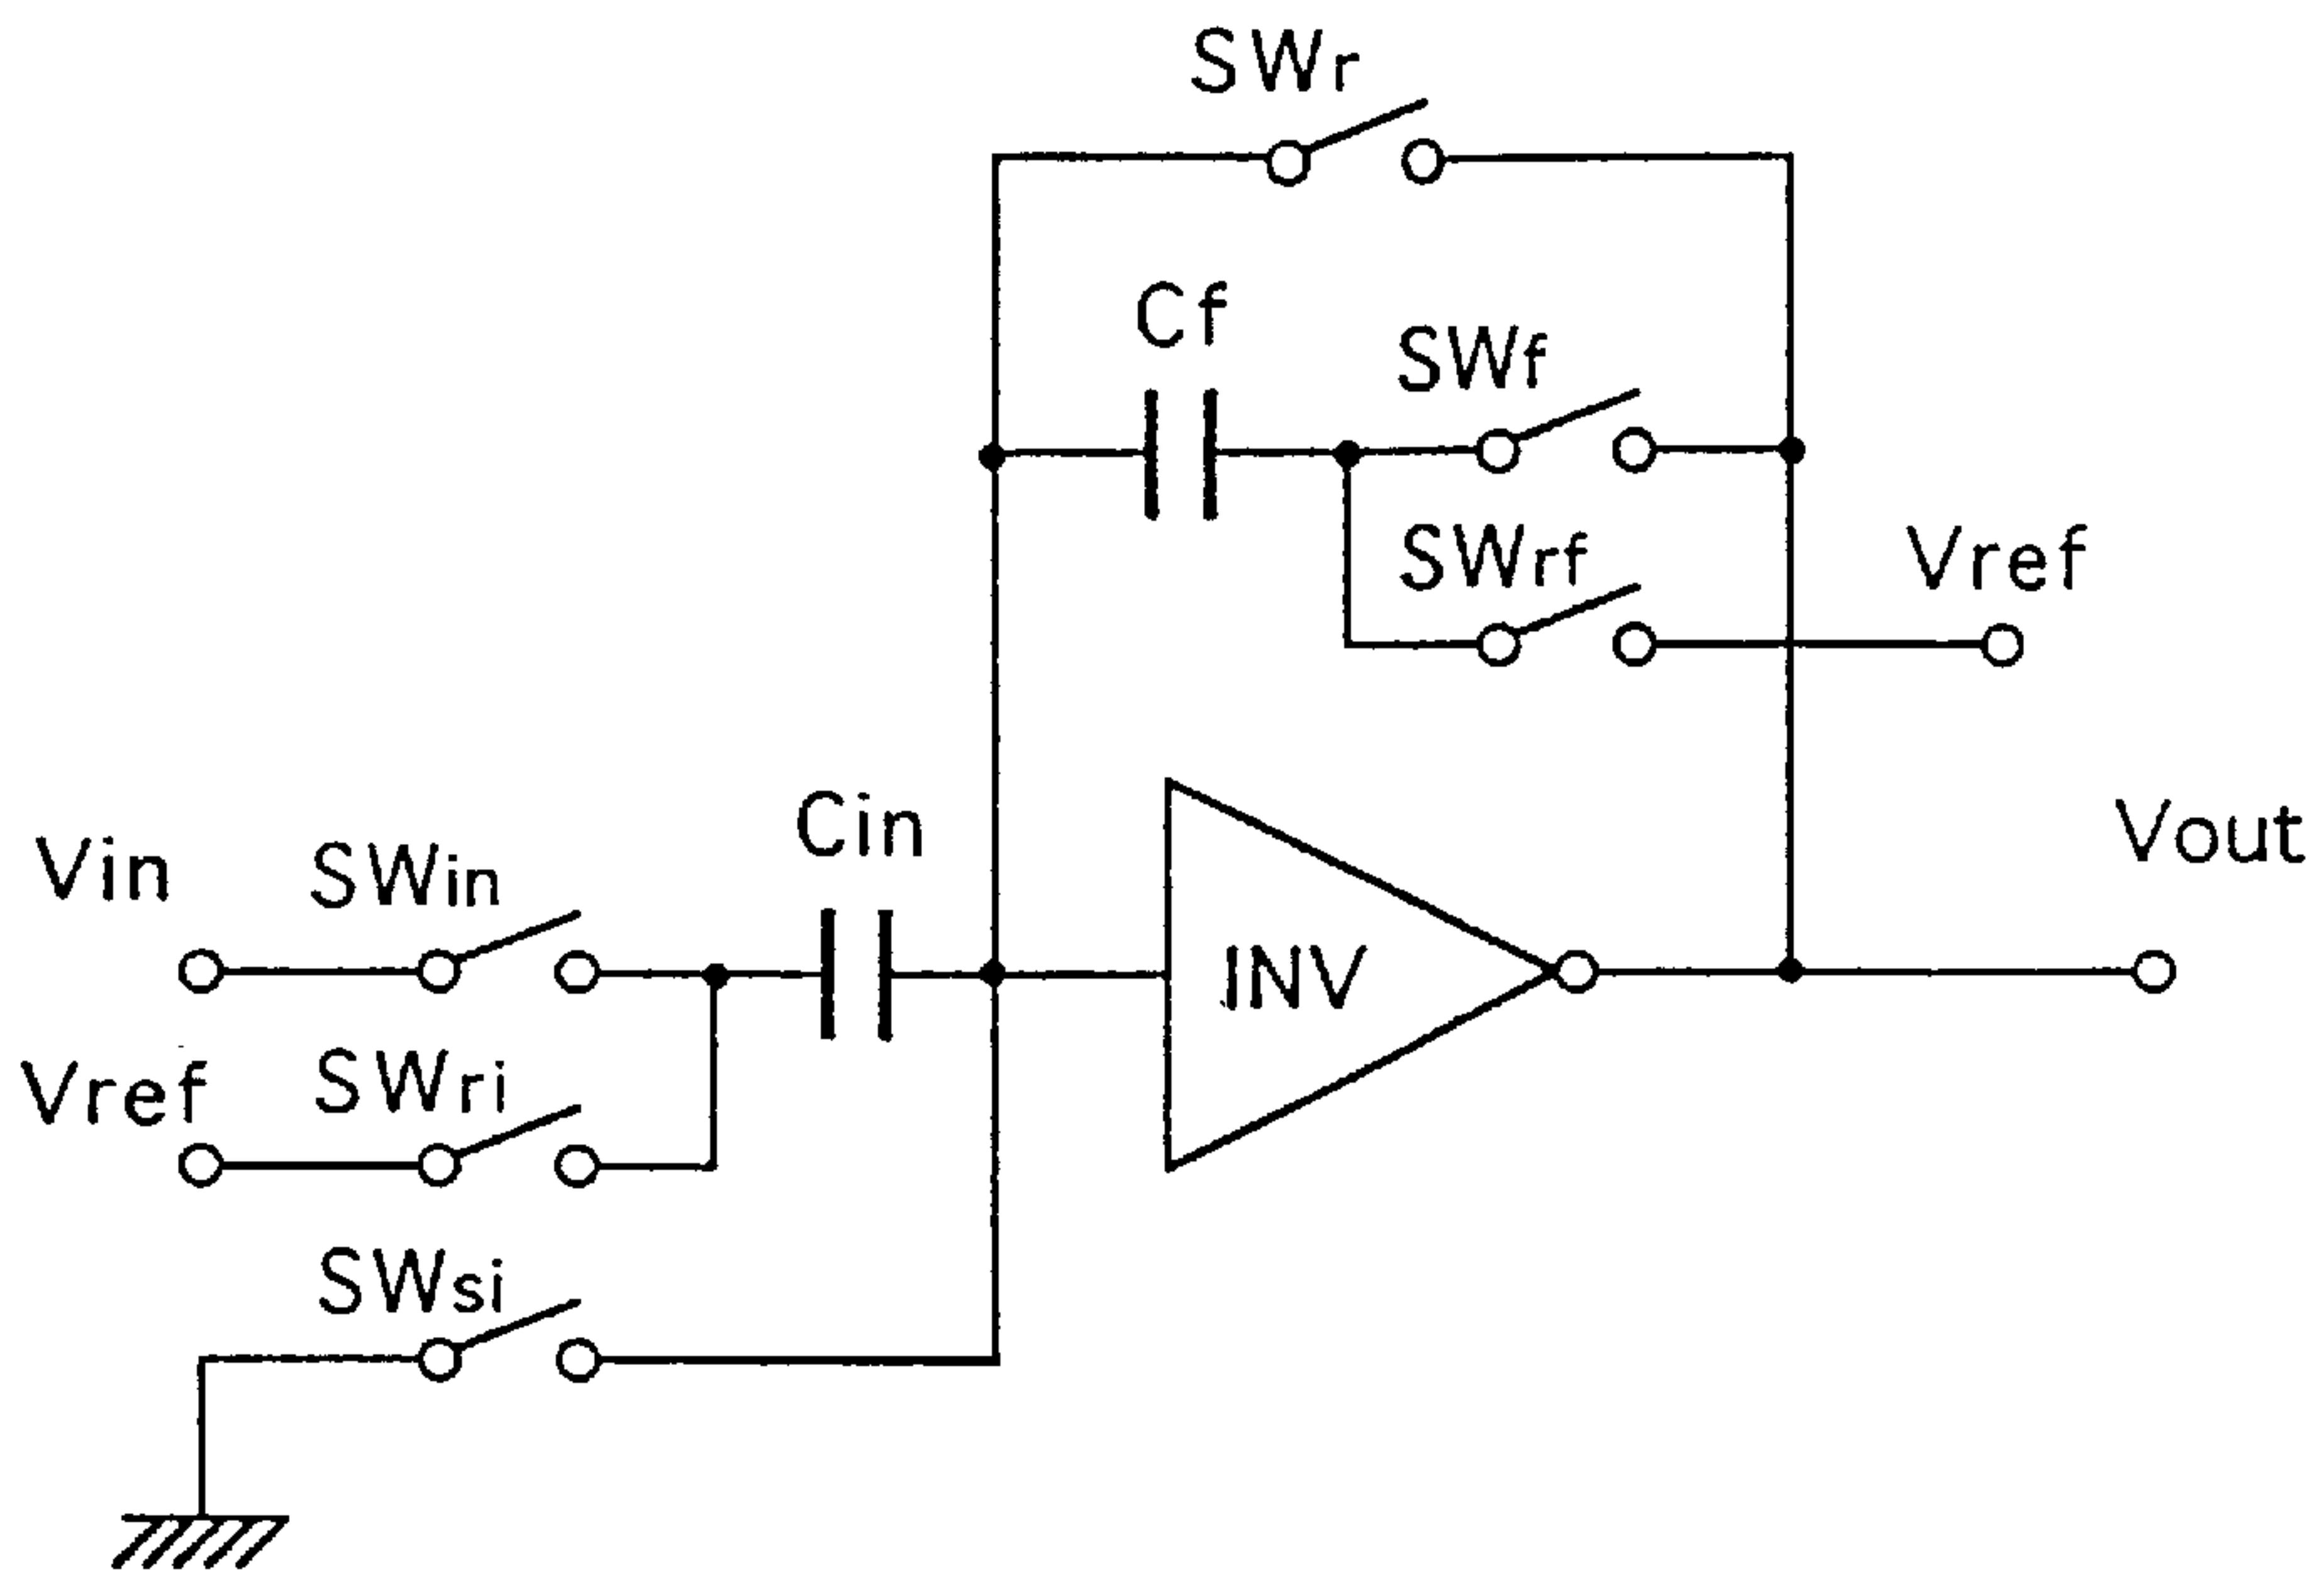 SWr
Cf
SWf
SWrf
Vref
Cin
Vout
Vin
SWin
INV
Vref
SWri
SWsi